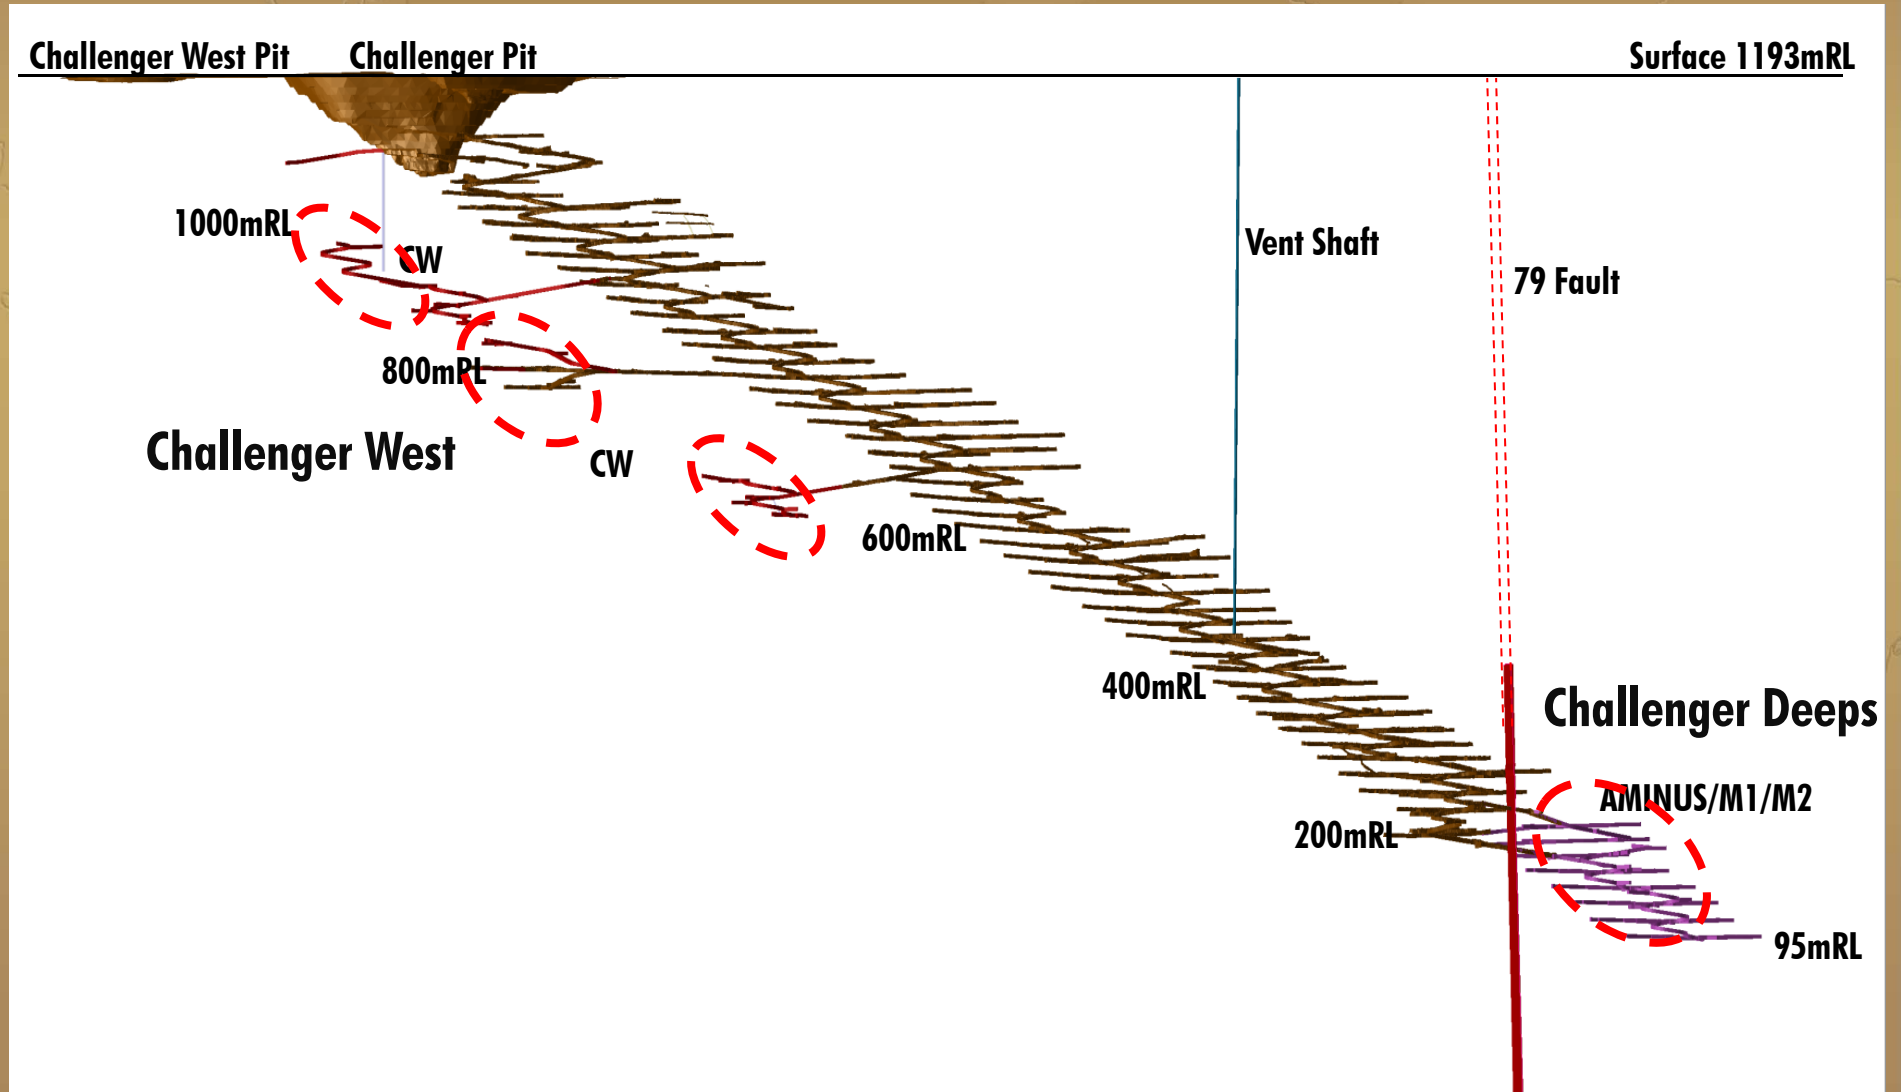 Challenger West Pit
Challenger Pit
Surface 1193mRL
1000mRL
CW
Vent Shaft
79 Fault
800mRL
Challenger West
CW
600mRL
400mRL
Challenger Deeps
AMINUS/M1/M2
200mRL
95mRL